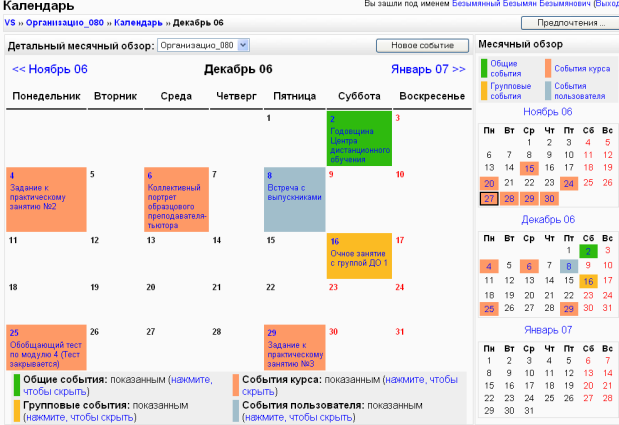 Календарь
Вы зашли под именем Безымянный Безымян Безымянович (Выход
VS » Организацио_080 » Календарь » Декабрь 06
Предпочтения ...
Детальный месячный обзор: Организацио_080
Новое событие
<< Ноябрь 06 Декабрь 06 Январь 07 >>
Понедельник Вторник Среда Четверг Пятница Суббота Воскресенье
1 2 3
Годовщина
Центра
дистанционного
обучения
4 5 6 7 8 9 10
Задание к
практическому
занятию №2
Коллективный
портрет
образцового
преподавателя-
тьютора
Встреча с
выпускниками
11 12 13 14 15 16 17
Очное занятие
с группой ДО 1
18 19 20 21 22 23 24
25 26 27 28 29 30 31
Обобщающий тест
по модулю 4 (Тест
закрывается)
Задание к
практическому
занятию №3
Общие события: показанным (нажмите,
чтобы скрыть)
События курса: показанным (нажмите, чтобы
скрыть)
Групповые события: показанным
(нажмите, чтобы скрыть)
События пользователя: показанным
(нажмите, чтобы скрыть)
Месячный обзор
Общие
события
События курса
Групповые
события
События
пользователя
Ноябрь 06
Пн Вт Ср Чт Пт Сб Вс
1 2 3 4 5
6 7 8 9 10 11 12
13 14 15 16 17 18 19
20 21 22 23 24 25 26
27 28 29 30
Декабрь 06
Пн Вт Ср Чт Пт Сб Вс
1 2 3
4 5 6 7 8 9 10
11 12 13 14 15 16 17
18 19 20 21 22 23 24
25 26 27 28 29 30 31
Январь 07
Пн Вт Ср Чт Пт Сб Вс
1 2 3 4 5 6 7
8 9 10 11 12 13 14
15 16 17 18 19 20 21
22 23 24 25 26 27 28
29 30 31